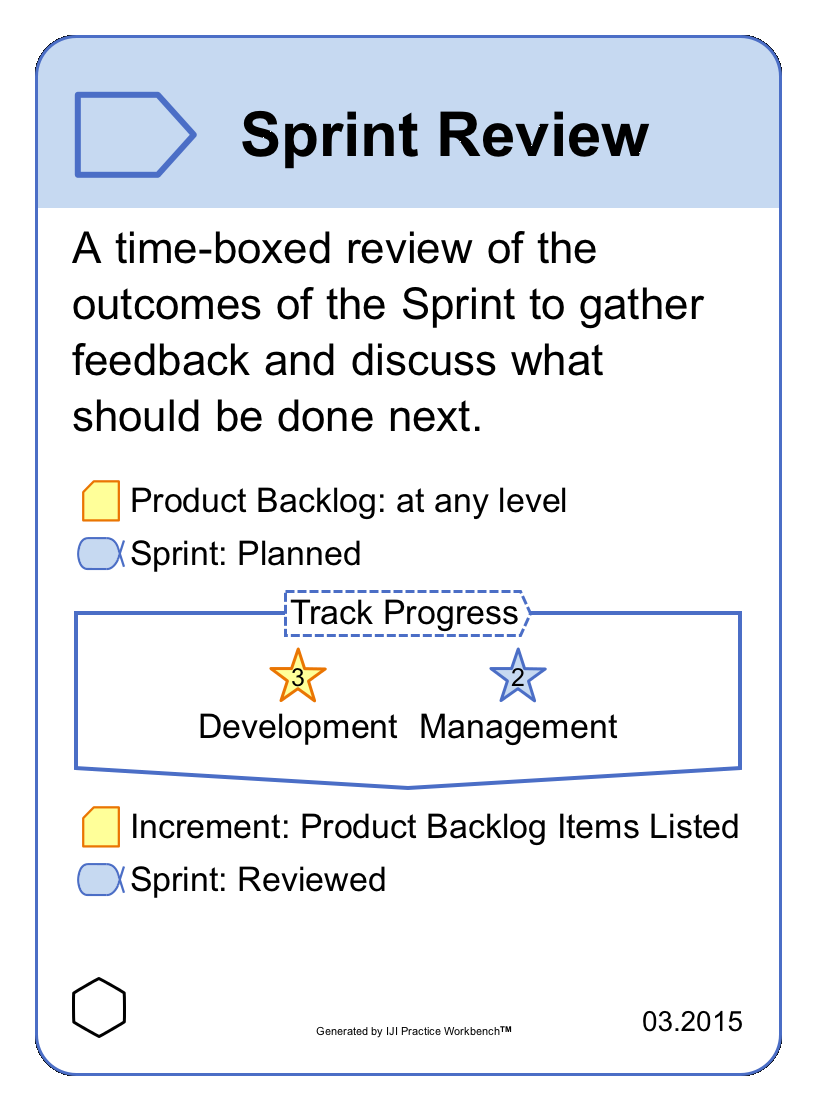 Sprint Review
A time-boxed review of the
outcomes of the Sprint to gather
feedback and discuss what
should be done next.
Product Backlog: at any level
Sprint: Planned
Track Progress
3 2
Development Management
Increment: Product Backlog Items Listed
Sprint: Reviewed
Generated by IJI Practice Workbench™
03.2015